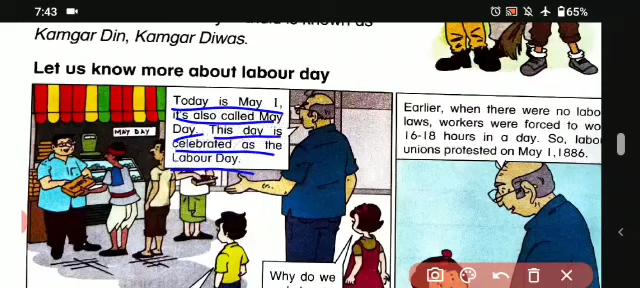 7:43
65%
Kamgar Din, Kamgar Diwas.
Let us know more about labour day
MAY DAY
Today is May 1,
it's also called May
Day. This day is
celebrated as the
Labour Day.
Earlier, when there were no labo
laws, workers were forced to wo
16-18 hours in a day. So, labo
unions protested on May 1,1886.
Why do we